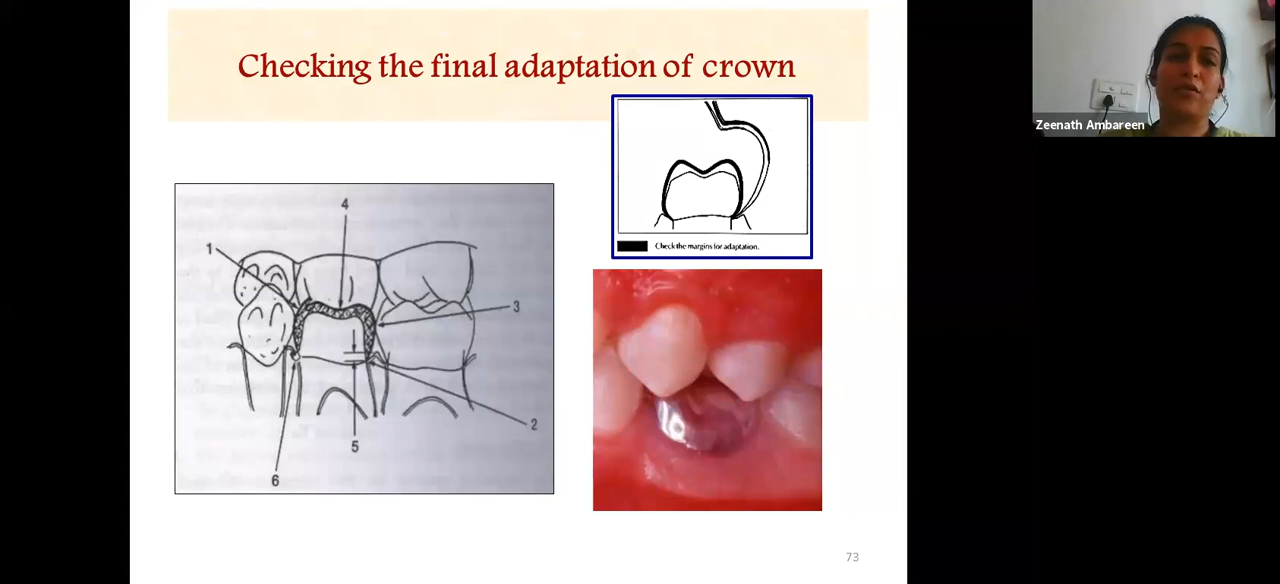 Checking the final adaptation of crown
Zeenath Ambareen
Check the margins for adaptation.
4
1
3
2
5
6
73